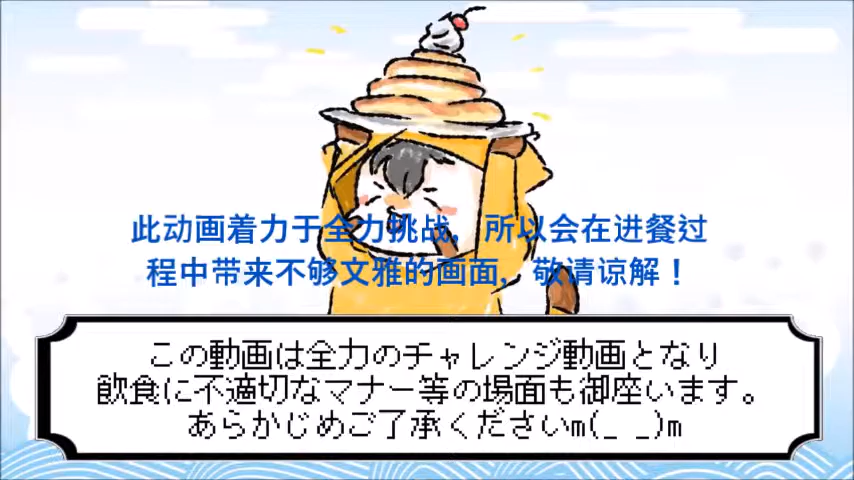 此动画着力于全力挑战，所以会在进餐过
程中带来不够文雅的画面，敬请谅解！
この動画は全力のチャレンジ動画となり
飲食に不適切なマナー等の場面も御座います。
あらかじめご了承くださいm(_ _)m